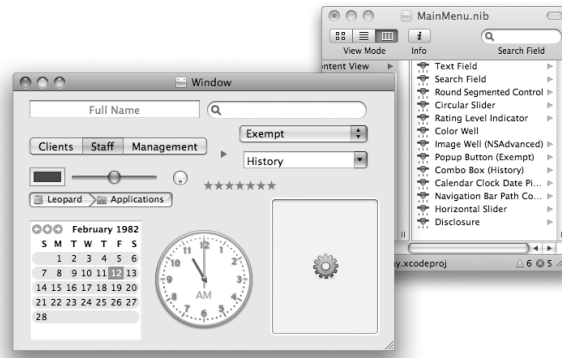 MainMenu.nib
View Mode
Info
Search Field
ntent View
Text Field
Search Field
Round Segmented Control
Circular Slider
Rating Level Indicator
Color Well
Image Well (NSAdvanced)
Popup Button (Exempt)
Combo Box (History)
Calendar Clock Date Pi...
Navigation Bar Path Co...
Horizontal Slider
Disclosure
y.xcodeproj
6 5
Window
Full Name
Clients Staff Management
Exempt
History
Leopard Applications
February 1982
S M T W T F S
1 2 3 4 5 6
7 8 9 10 11 12 13
14 15 16 17 18 19 20
21 22 23 24 25 26 27
28
12
1
2
3
4
5
6
7
8
9
10
11
AM